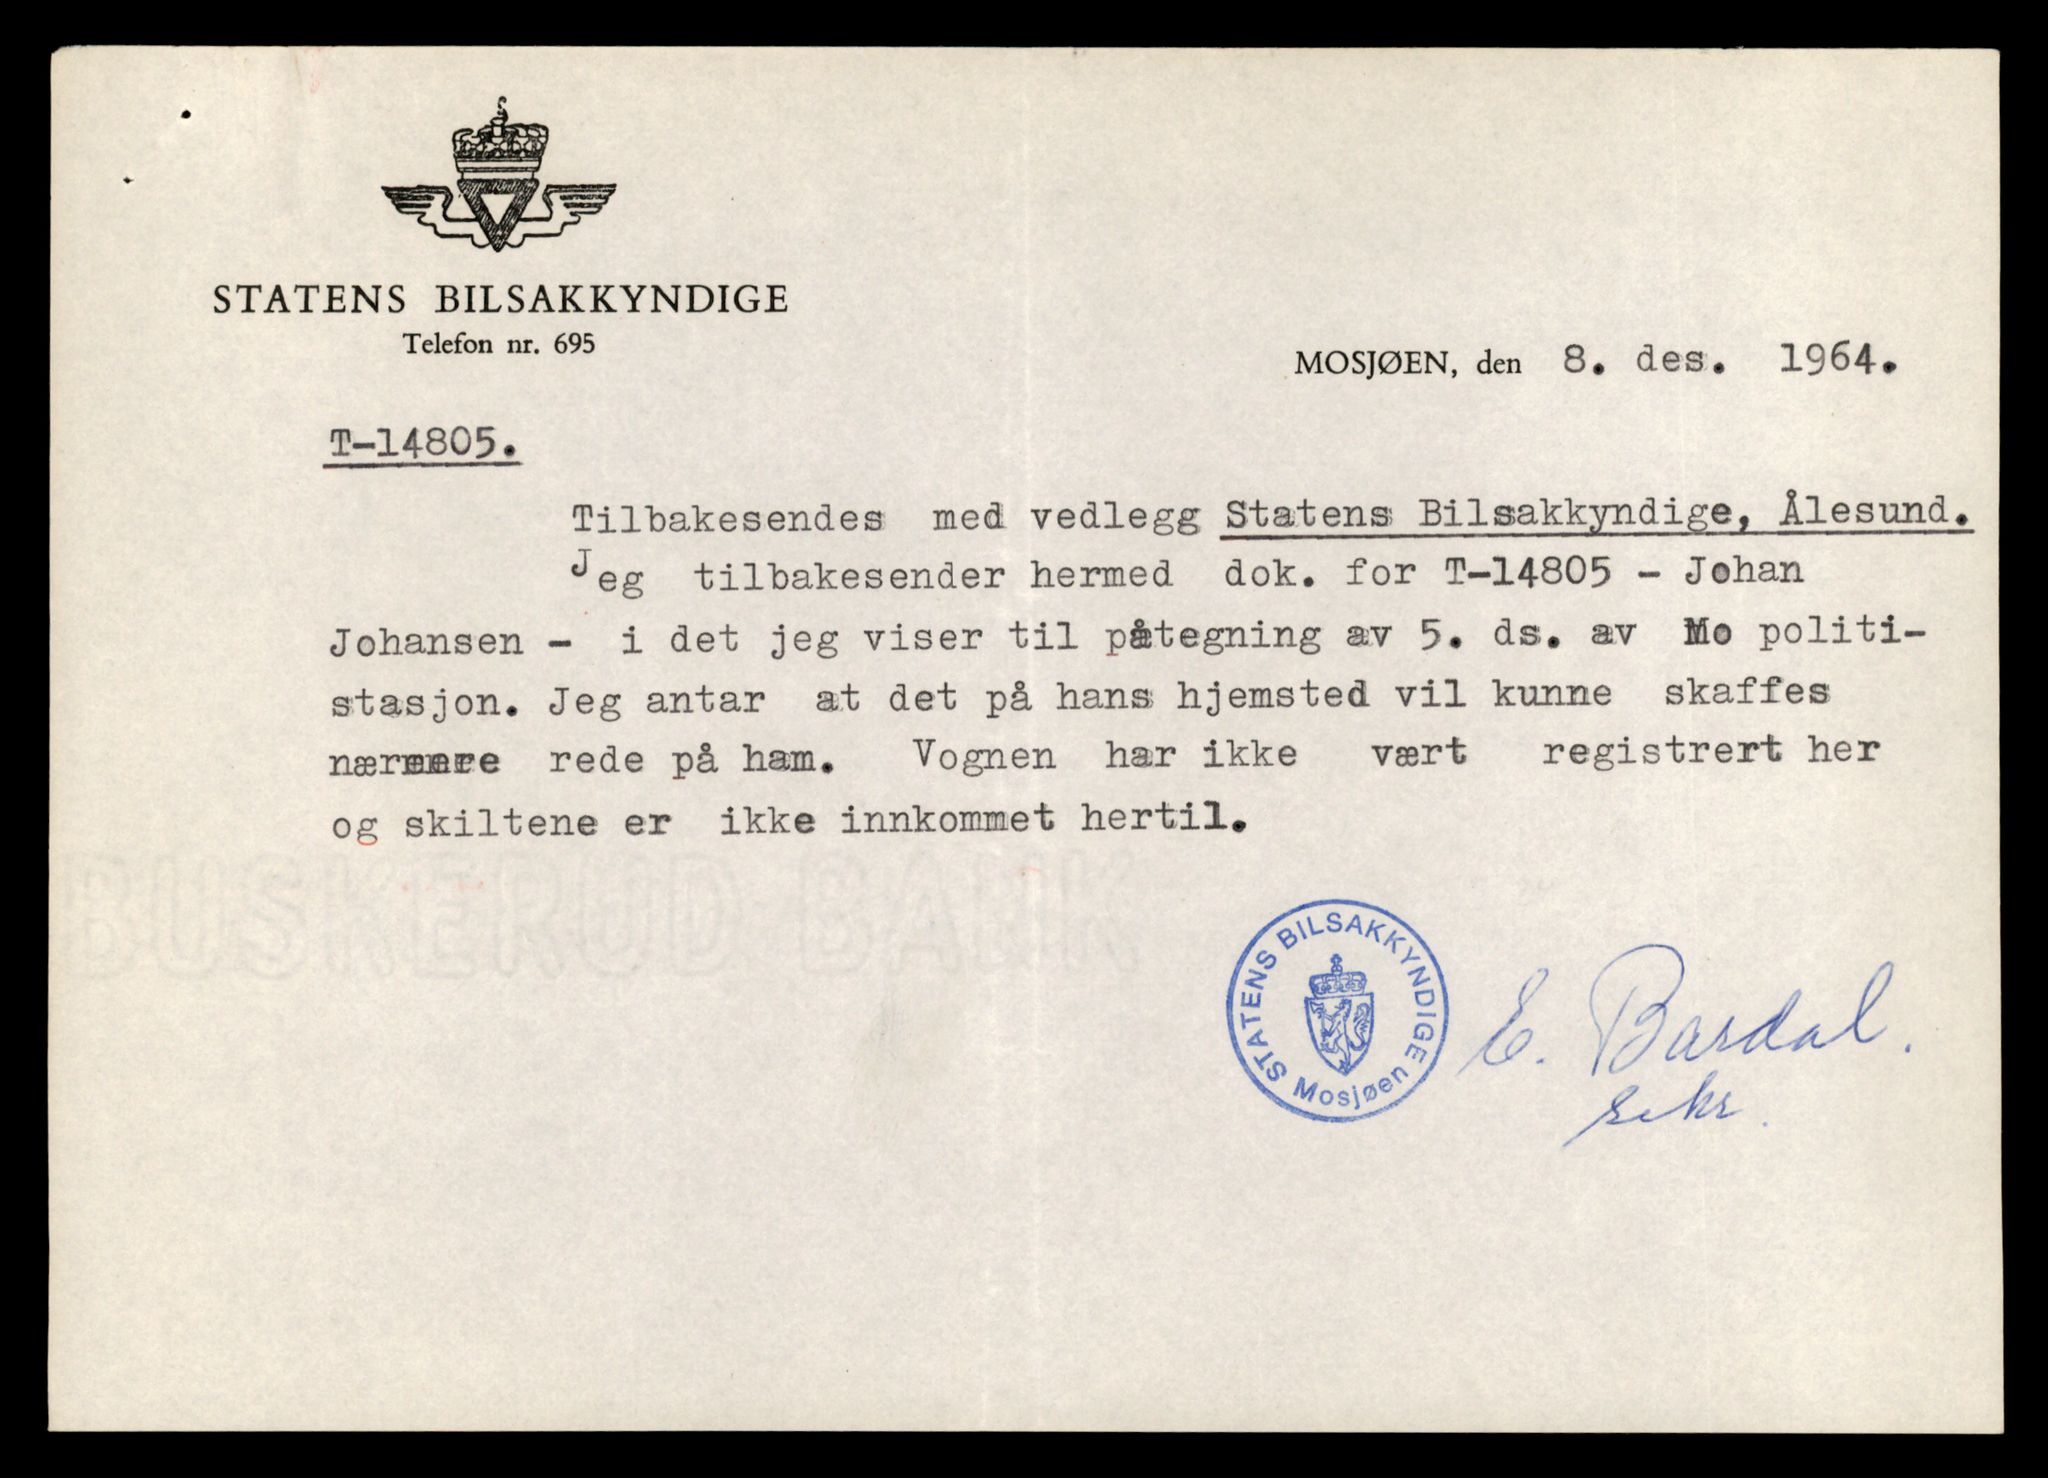 STATENS BILSAKKYNDIGE
Telefon nr. 695
MOSJØEN, den 8. des. 1964.
T-14805.
Tilbakesendes med vedlegg Statens Bilsakkyndige, Ålesund.
Jeg tilbakesender hermed dok. for T-14805 - Johan
Johansen - i det jeg viser til påtegning av 5. ds. av Mo politi-
stasjon. Jeg antar at det på hans hjemsted vil kunne skaffes
nærmere rede på ham. Vognen har ikke vært registrert her
og skiltene er ikke innkommet hertil.
BUSKERUD BANK
STATENS BILSAKKYNDIGE
Mosjøen
E. Bardal.
sekr.